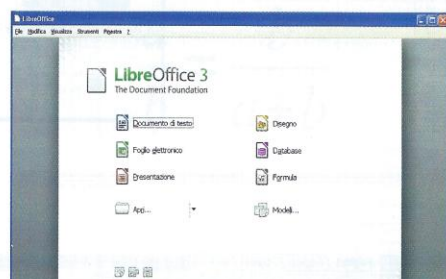 LibreOffice
File Modifica Visualizza Strumenti Finestra ?
LibreOffice 3
The Document Foundation
Documento di testo
Disegno
Foglio elettronico
Database
Presentazione
Formula
Apri...
Modelli...